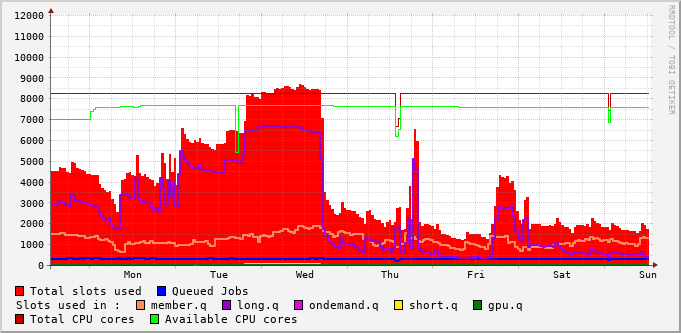 12000
11000
10000
9000
8000
7000
6000
5000
4000
3000
2000
1000
0
Mon Tue Wed Thu Fri Sat Sun
RRDTOOL / TOBI OETIKER
Total slots used Queued Jobs
Slots used in : member.q long.q ondemand.q short.q gpu.q
Total CPU cores Available CPU cores